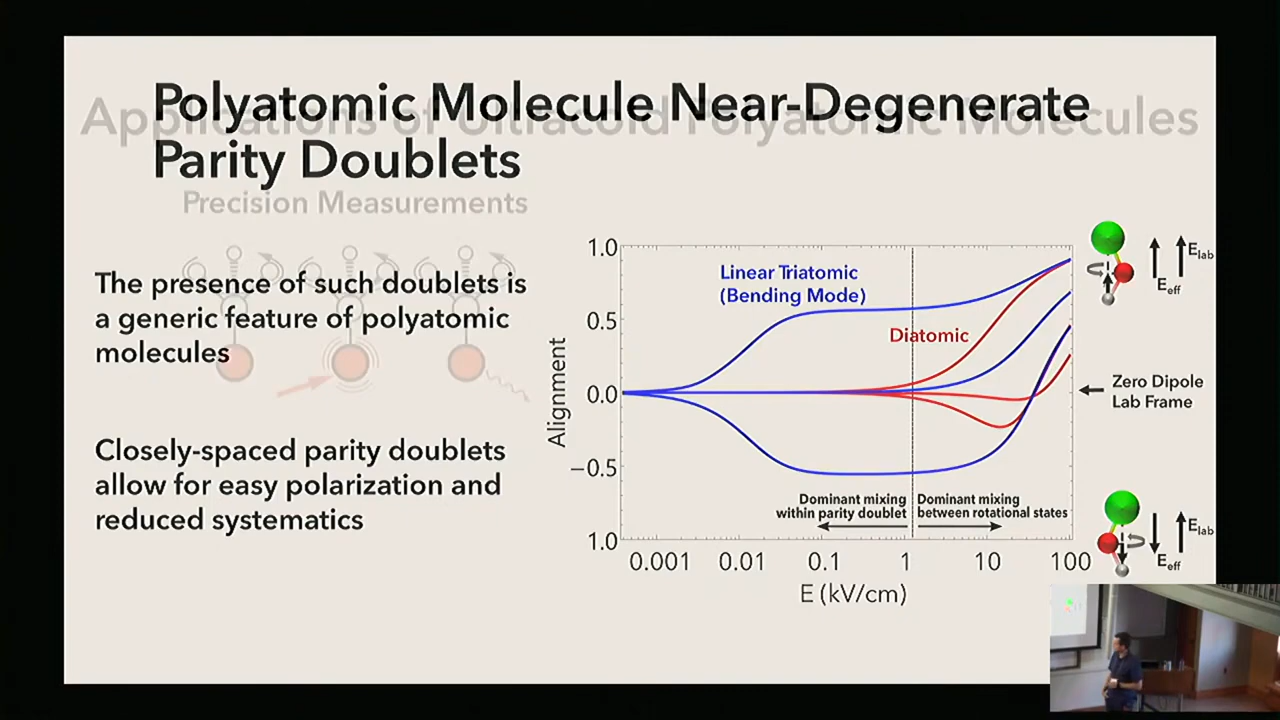 Polyatomic Molecule Near-Degenerate
Parity Doublets
Applications of Ultracold Polyatomic Molecules
Precision Measurements
The presence of such doublets is
a generic feature of polyatomic
molecules
Closely-spaced parity doublets
allow for easy polarization and
reduced systematics
Alignment
1.0
0.5
0.0
−0.5
1.0
Linear Triatomic
(Bending Mode)
Diatomic
Dominant mixing
within parity doublet
Dominant mixing
between rotational states
0.001 0.01 0.1 1 10 100
E (kV/cm)
Elab
Eeff
Zero Dipole
Lab Frame
Elab
Eeff